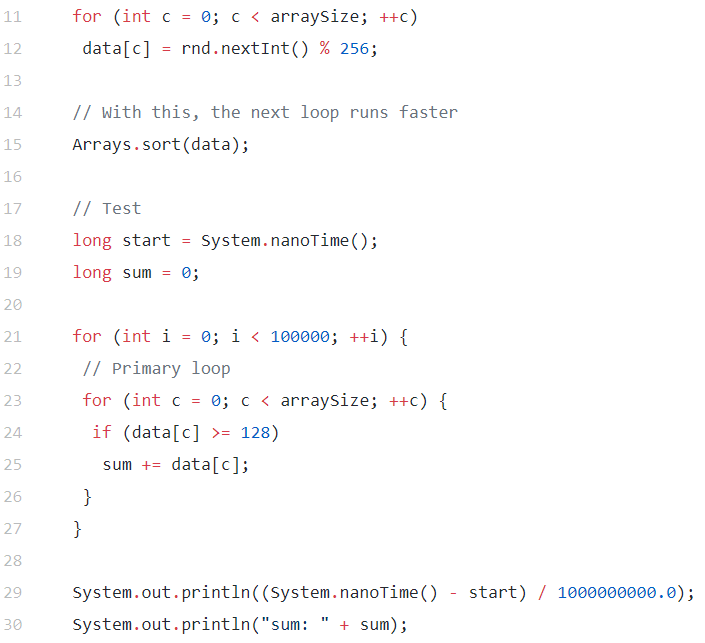 11 for (int c = 0; c < arraySize; ++c)
12 data[c] = rnd.nextInt() % 256;
13
14 // With this, the next loop runs faster
15 Arrays.sort(data);
16
17 // Test
18 long start = System.nanoTime();
19 long sum = 0;
20
21 for (int i = 0; i < 100000; ++i) {
22 // Primary loop
23 for (int c = 0; c < arraySize; ++c) {
24 if (data[c] >= 128)
25 sum += data[c];
26 }
27 }
28
29 System.out.println((System.nanoTime() - start) / 1000000000.0);
30 System.out.println("sum: " + sum);